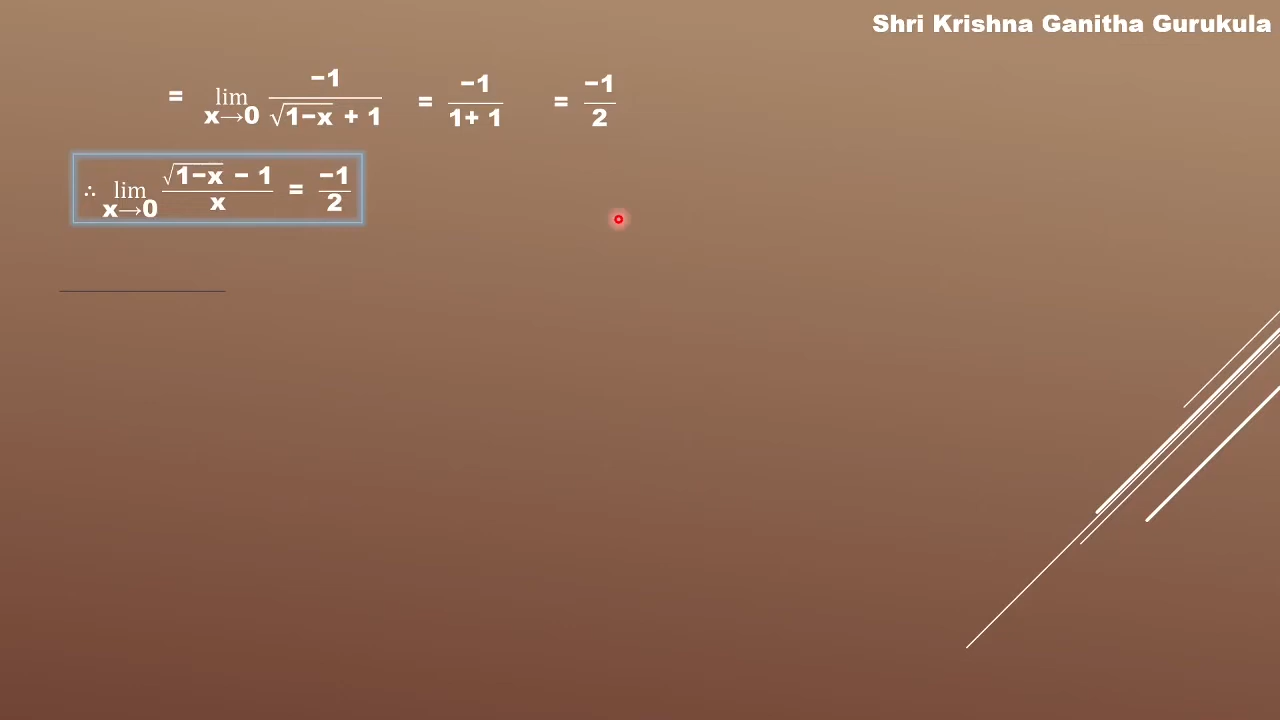 Shri Krishna Ganitha Gurukula
= lim x→0 −1/(√(1−x) + 1) = −1/(1+ 1) = −1/2
∴ lim x→0 (√(1−x) − 1)/x = −1/2